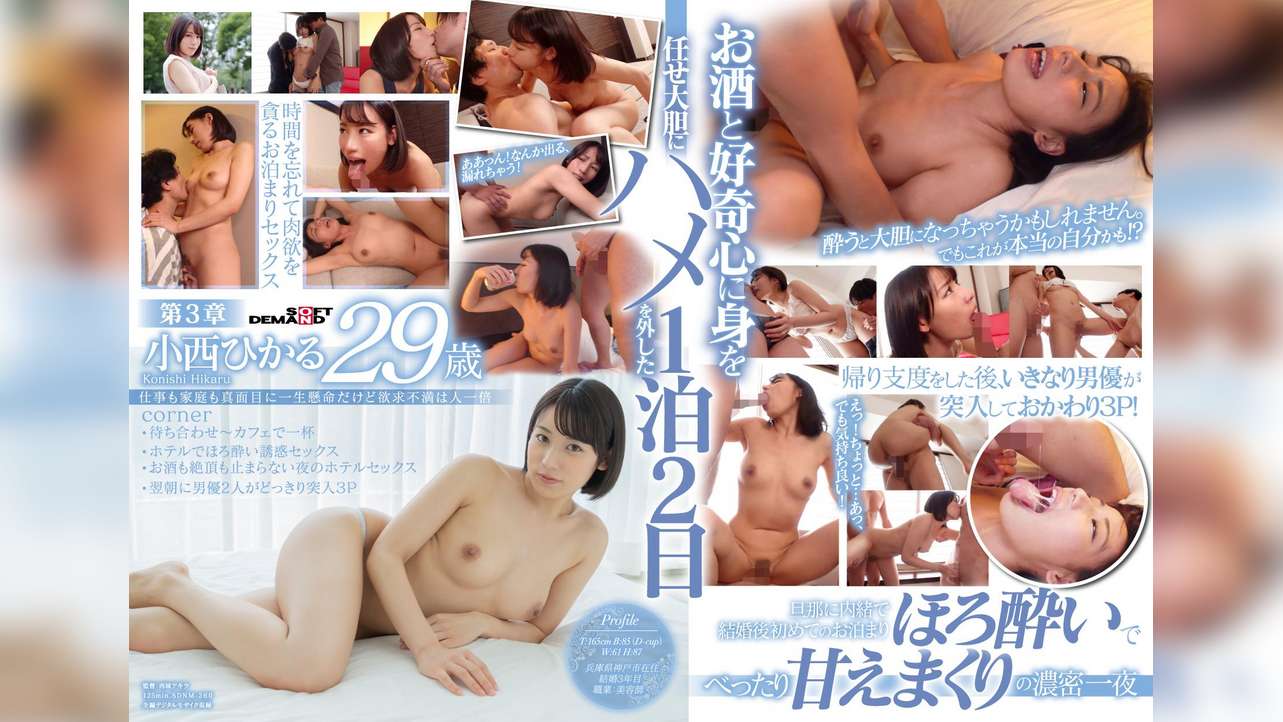 お酒と好奇心に身を
任せ大胆に
ハメを外した
1泊2日
時間を忘れて肉欲を
貪るお泊まりセックス
ああっん！なんか出る、
漏れちゃう！
酔うと大胆になっちゃうかもしれません。
でもこれが本当の自分かも!?
第3章
SOFT
ON
DEMAND
小西ひかる 29歳
Konishi Hikaru
仕事も家庭も真面目に一生懸命だけど欲求不満は人一倍
corner
・待ち合わせ～カフェで一杯
・ホテルでほろ酔い誘惑セックス
・お酒も絶頂も止まらない夜のホテルセックス
・翌朝に男優2人がどっきり突入3P
帰り支度をした後、いきなり男優が
突入しておかわり3P!
えっ！ちょっと…あっ、
でも気持ち良い！
Profile
T:165cm B:85(D-cup)
W:61 H:87
兵庫県神戸市在住
結婚3年目
職業・美容師
旦那に内緒で
結婚後初めてのお泊まり
ほろ酔いで
べったり甘えまくりの濃密一夜